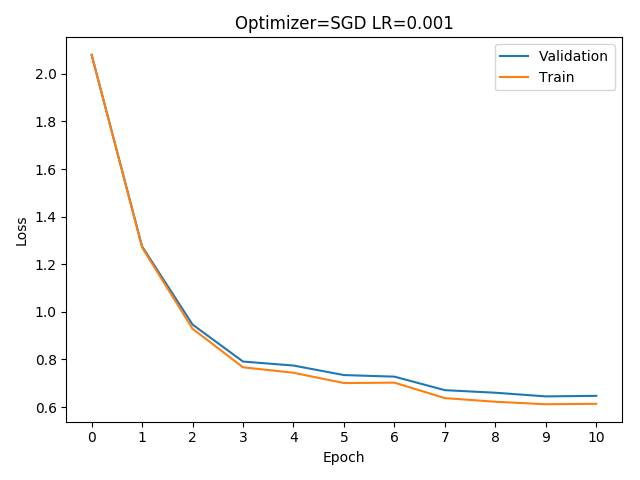 Optimizer=SGD LR=0.001
Validation
Train
Loss
2.0
1.8
1.6
1.4
1.2
1.0
0.8
0.6
0 1 2 3 4 5 6 7 8 9 10
Epoch